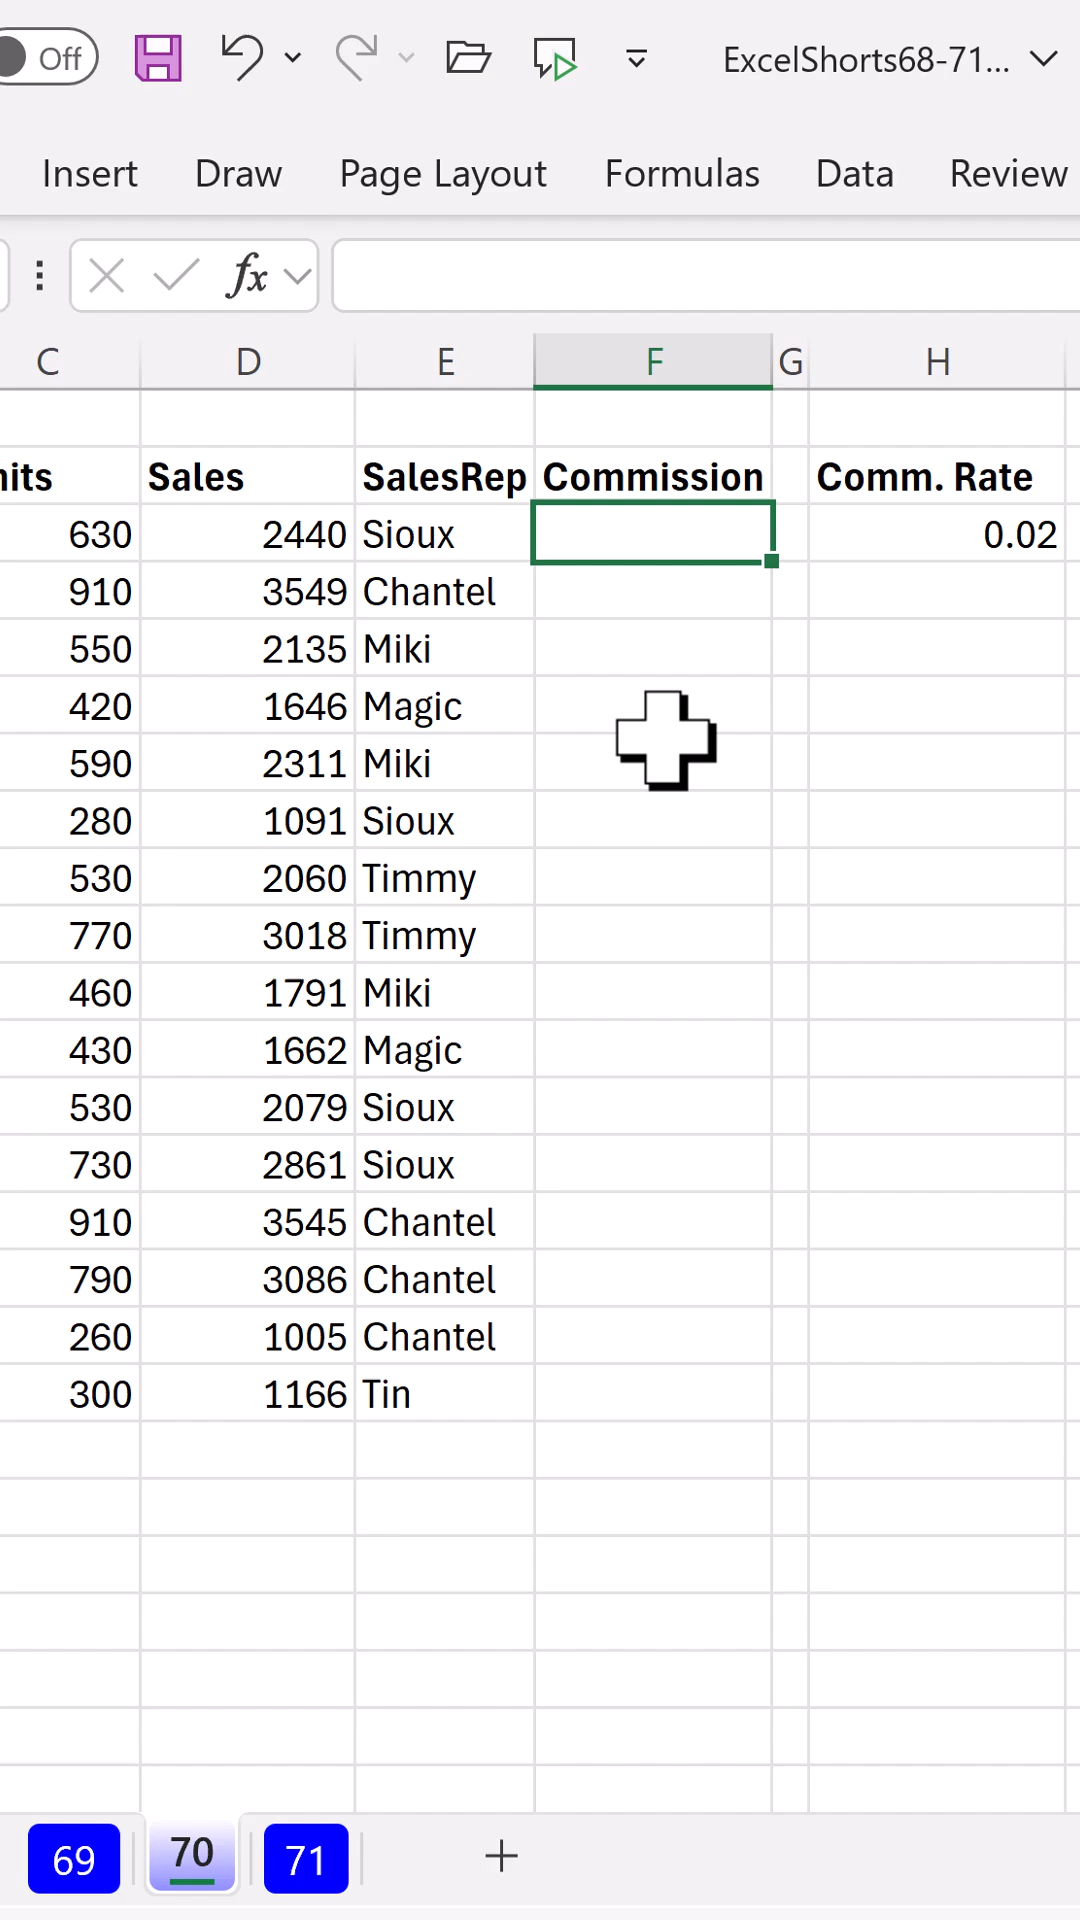 Off ExcelShorts68-71...
Insert Draw Page Layout Formulas Data Review
fx
C D E F G H
nits Sales SalesRep Commission Comm. Rate
630 2440 Sioux 0.02
910 3549 Chantel
550 2135 Miki
420 1646 Magic
590 2311 Miki
280 1091 Sioux
530 2060 Timmy
770 3018 Timmy
460 1791 Miki
430 1662 Magic
530 2079 Sioux
730 2861 Sioux
910 3545 Chantel
790 3086 Chantel
260 1005 Chantel
300 1166 Tin
69 70 71